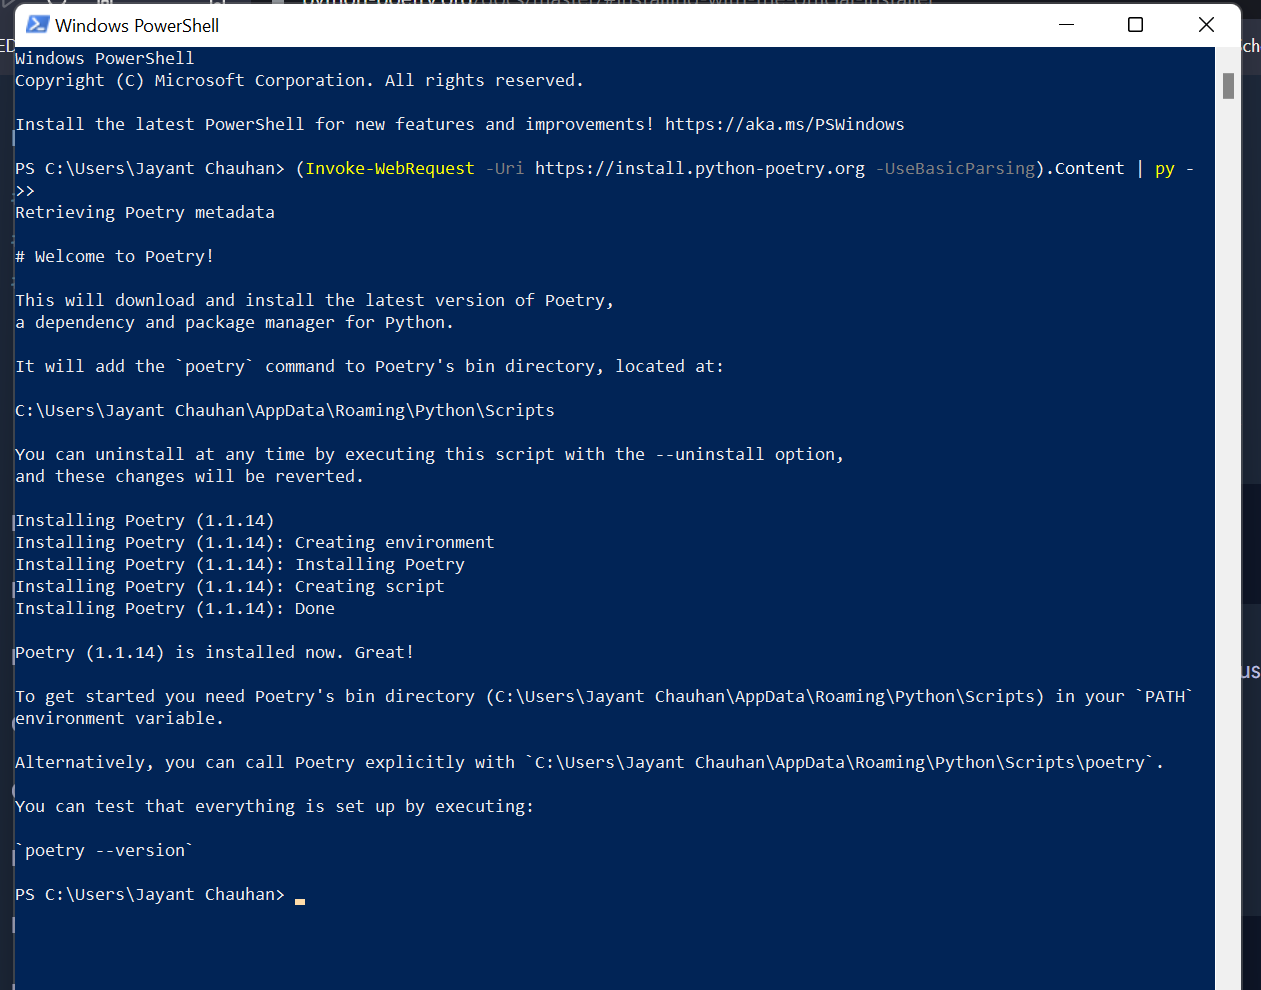 python-poetry.org/docs/master/#installing-with-the-official-installer
Windows PowerShell
Windows PowerShell
Copyright (C) Microsoft Corporation. All rights reserved.
Install the latest PowerShell for new features and improvements! https://aka.ms/PSWindows
PS C:\Users\Jayant Chauhan> (Invoke-WebRequest -Uri https://install.python-poetry.org -UseBasicParsing).Content | py -
>>
Retrieving Poetry metadata
# Welcome to Poetry!
This will download and install the latest version of Poetry,
a dependency and package manager for Python.
It will add the `poetry` command to Poetry's bin directory, located at:
C:\Users\Jayant Chauhan\AppData\Roaming\Python\Scripts
You can uninstall at any time by executing this script with the --uninstall option,
and these changes will be reverted.
Installing Poetry (1.1.14)
Installing Poetry (1.1.14): Creating environment
Installing Poetry (1.1.14): Installing Poetry
Installing Poetry (1.1.14): Creating script
Installing Poetry (1.1.14): Done
Poetry (1.1.14) is installed now. Great!
To get started you need Poetry's bin directory (C:\Users\Jayant Chauhan\AppData\Roaming\Python\Scripts) in your `PATH`
environment variable.
Alternatively, you can call Poetry explicitly with `C:\Users\Jayant Chauhan\AppData\Roaming\Python\Scripts\poetry`.
You can test that everything is set up by executing:
`poetry --version`
PS C:\Users\Jayant Chauhan>